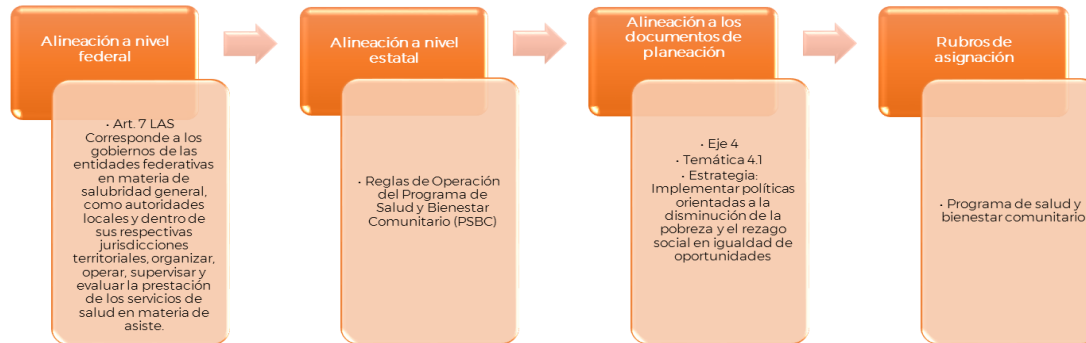 Alineación a nivel
federal
• Art. 7 LAS
Corresponde a los
gobiernos de las
entidades federativas
en materia de
salubridad general,
como autoridades
locales y dentro de
sus respectivas
jurisdicciones
territoriales, organizar,
operar, supervisar y
evaluar la prestación
de los servicios de
salud en materia de
asiste.
Alineación a nivel
estatal
• Reglas de Operación
del Programa de
Salud y Bienestar
Comunitario (PSBC)
Alineación a los
documentos de
planeación
• Eje 4
• Temática 4.1
• Estrategia:
Implementar políticas
orientadas a la
disminución de la
pobreza y el rezago
social en igualdad de
oportunidades
Rubros de
asignación
• Programa de salud y
bienestar comunitario